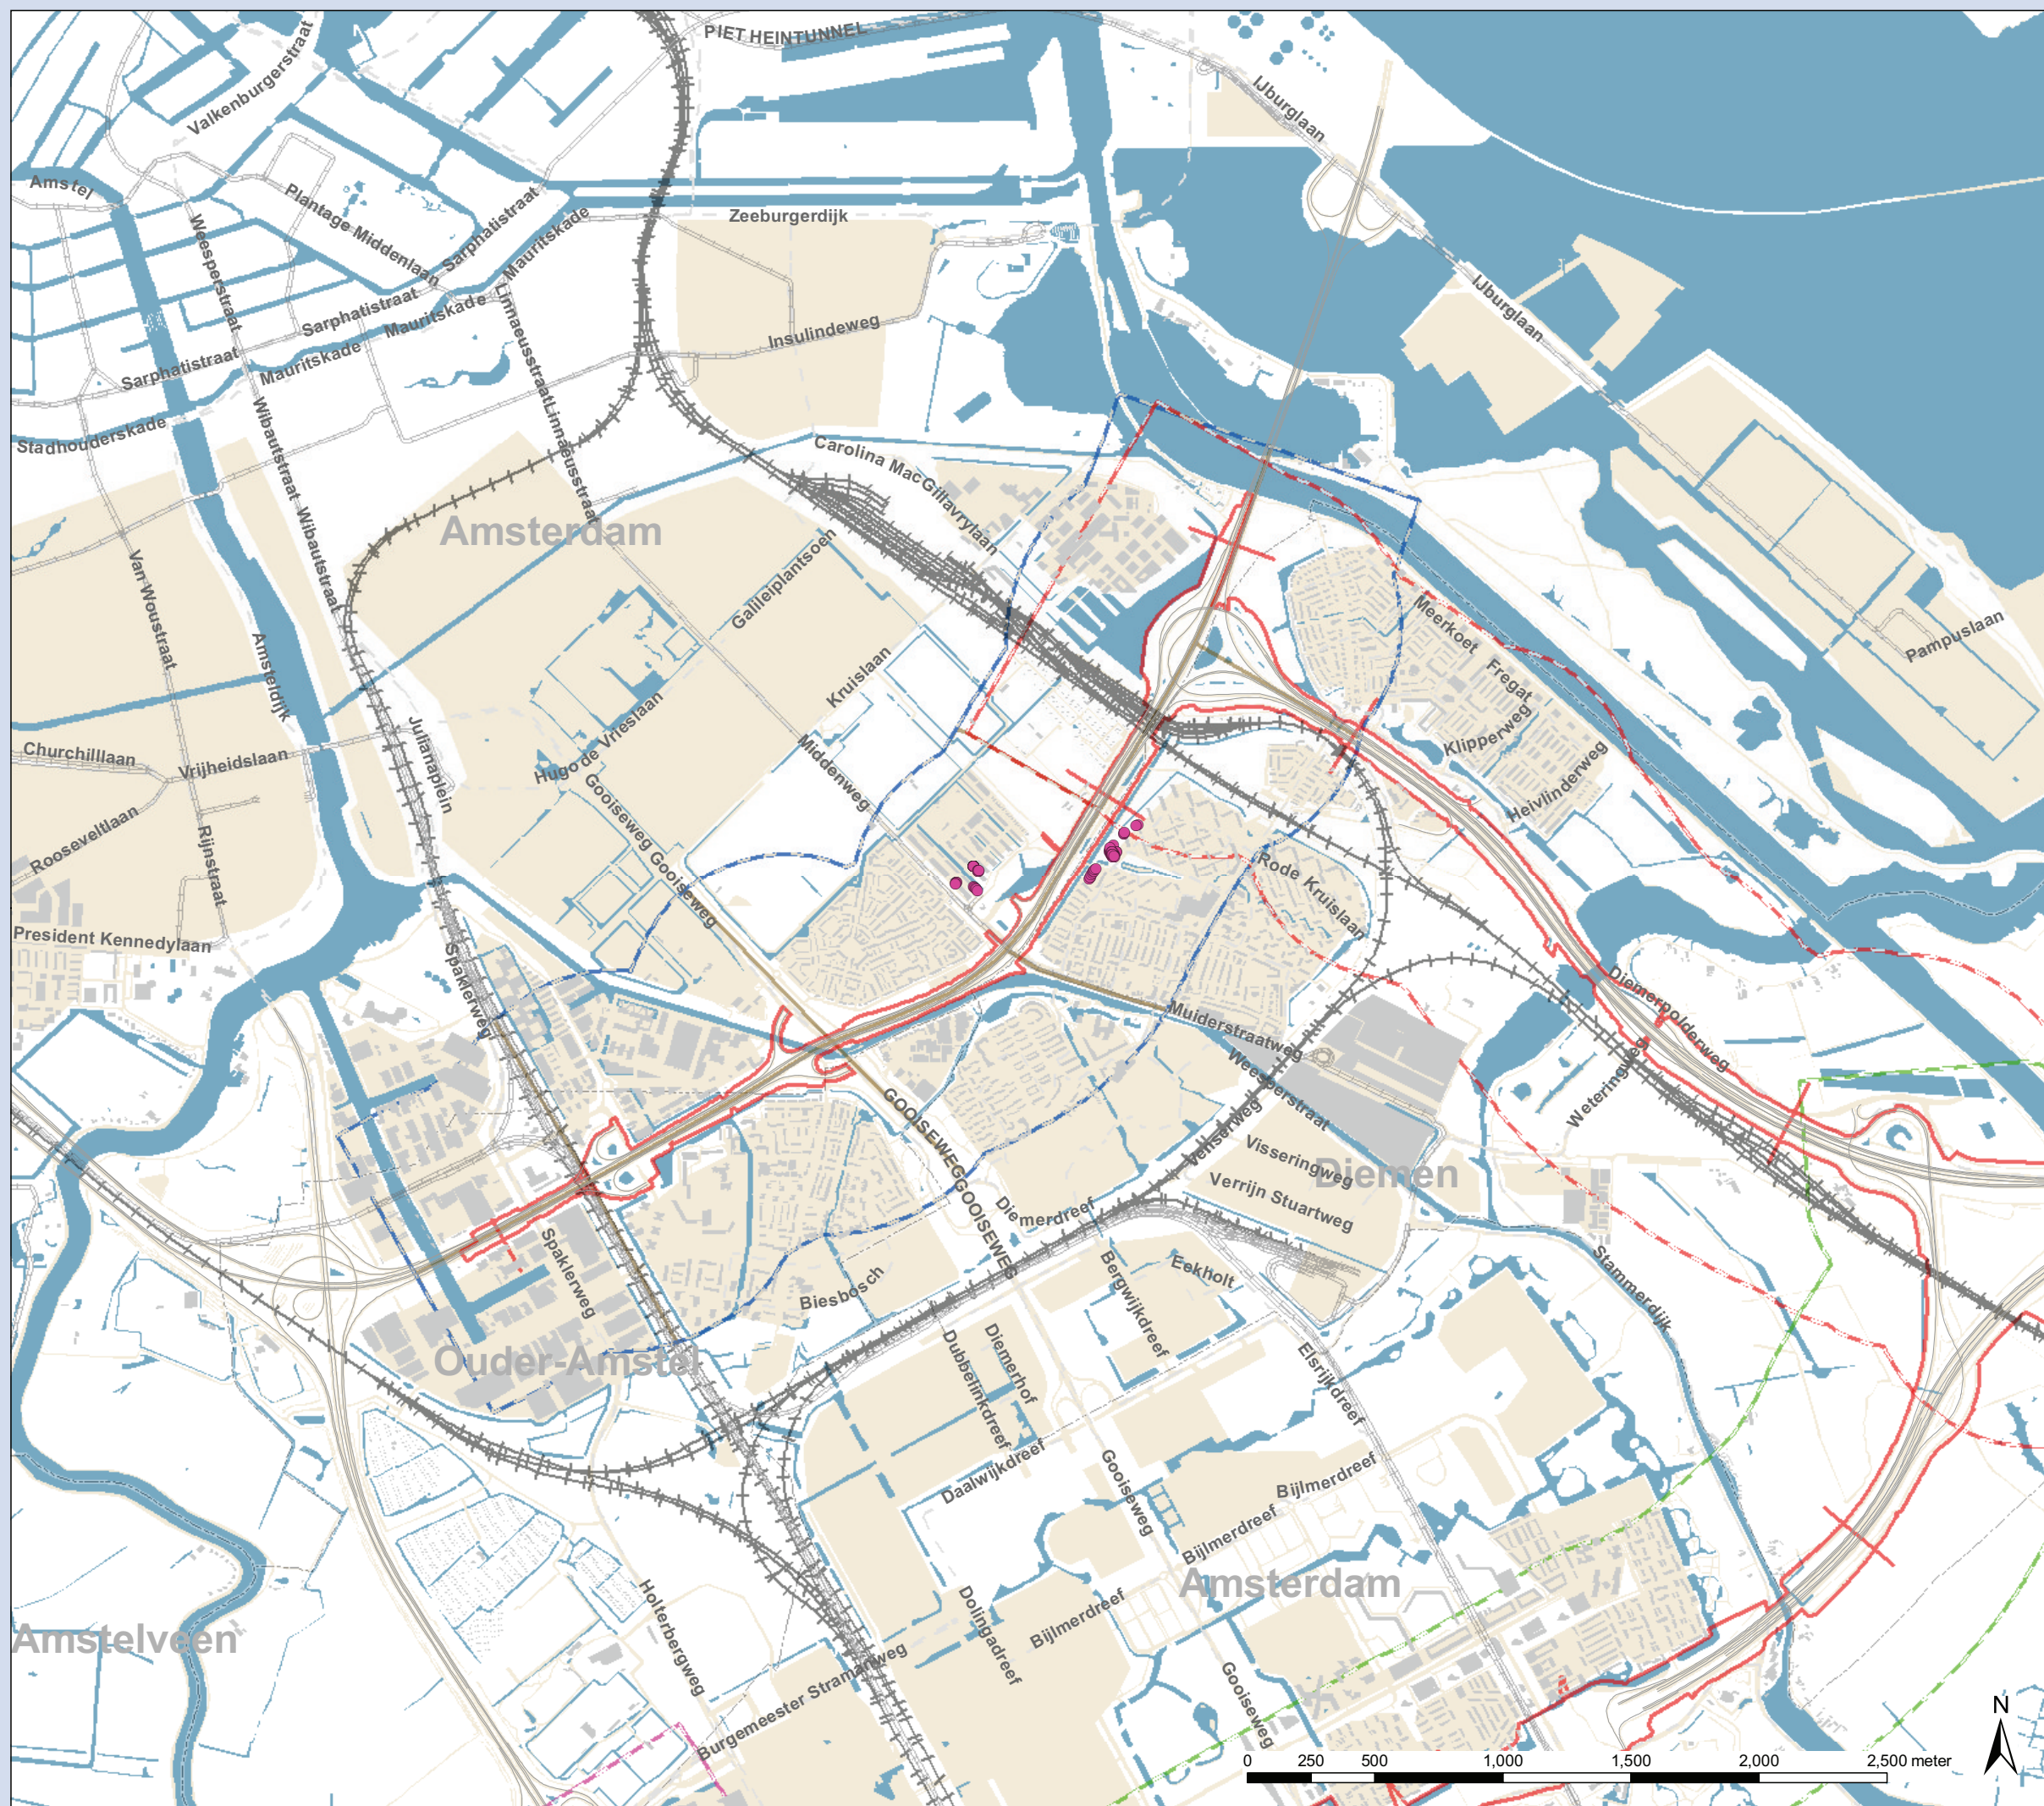 PIET HEINTUNNEL
Valkenburgerstraat
IJburglaan
Amstel
Plantage Middenlaan
Sarphatistraat
Mauritskade
Zeeburgerdijk
Weesperstraat
IJburglaan
Sarphatistraat
Mauritskade
Linnaeusstraat
Insulindeweg
Sarphatistraat
Mauritskade
Stadhouderskade
Wibautstraat
Linnaeusstraat
Carolina MacGillavrylaan
Wibautstraat
Amsterdam
Galileiplantsoen
Van Woustraat
Amsteldijk
Meerkoet
Pampuslaan
Kruislaan
Fregat
Julianaplein
Hugo de Vrieslaan
Klipperweg
Churchilllaan
Vrijheidslaan
Middenweg
Heivlinderweg
Gooiseweg
Gooiseweg
Rooseveltlaan
Rijnstraat
Rode Kruislaan
President Kennedylaan
Spaklerweg
Diemerpolderweg
Muiderstraatweg
Weesperstraat
Weteringweg
GOOISEWEG
Venserweg
Visseringweg
Diemen
GOOISEWEG
Verrijn Stuartweg
Diemerdreef
Spaklerweg
Biesbosch
Bergwijkdreef
Eekholt
Stammerdijk
Ouder-Amstel
Dubbelinkdreef
Diemerhof
Elsrijkdreef
Daalwijkdreef
Gooiseweg
Bijlmerdreef
Bijlmerdreef
Amsterdam
Holterbergweg
Dolingadreef
Bijlmerdreef
Amstelveen
Burgemeester Stramanweg
Gooiseweg
N
0 250 500 1,000 1,500 2,000 2,500 meter